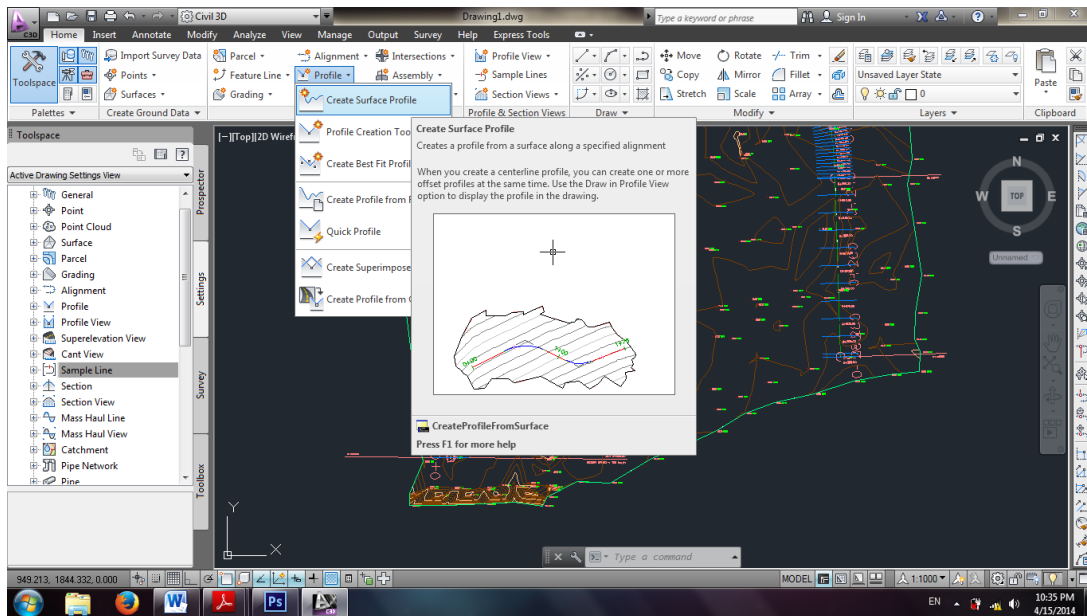 C3D
Civil 3D
Drawing1.dwg
Type a keyword or phrase
Sign In
Home Insert Annotate Modify Analyze View Manage Output Survey Help Express Tools
Toolspace
Import Survey Data
Points
Surfaces
Parcel
Feature Line
Grading
Alignment
Profile
Intersections
Assembly
Profile View
Sample Lines
Section Views
Move
Copy
Stretch
Rotate
Mirror
Scale
Trim
Fillet
Array
Unsaved Layer State
0
Paste
Palettes
Create Ground Data
Profile & Section Views
Draw
Modify
Layers
Clipboard
Create Surface Profile
Profile Creation Too
Create Best Fit Profil
Create Profile from F
Quick Profile
Create Superimpose
Create Profile from C
Create Surface Profile
Creates a profile from a surface along a specified alignment
When you create a centerline profile, you can create one or more
offset profiles at the same time. Use the Draw in Profile View
option to display the profile in the drawing.
CreateProfileFromSurface
Press F1 for more help
Toolspace
Active Drawing Settings View
General
Point
Point Cloud
Surface
Parcel
Grading
Alignment
Profile
Profile View
Superelevation View
Cant View
Sample Line
Section
Section View
Mass Haul Line
Mass Haul View
Catchment
Pipe Network
Pipe
Prospector
Settings
Survey
Toolbox
[−][Top][2D Wirefr
N
W
TOP
E
S
Unnamed
Y
X
Type a command
949.213, 1844.332, 0.000
MODEL
1:1000
EN
10:35 PM
4/15/2014